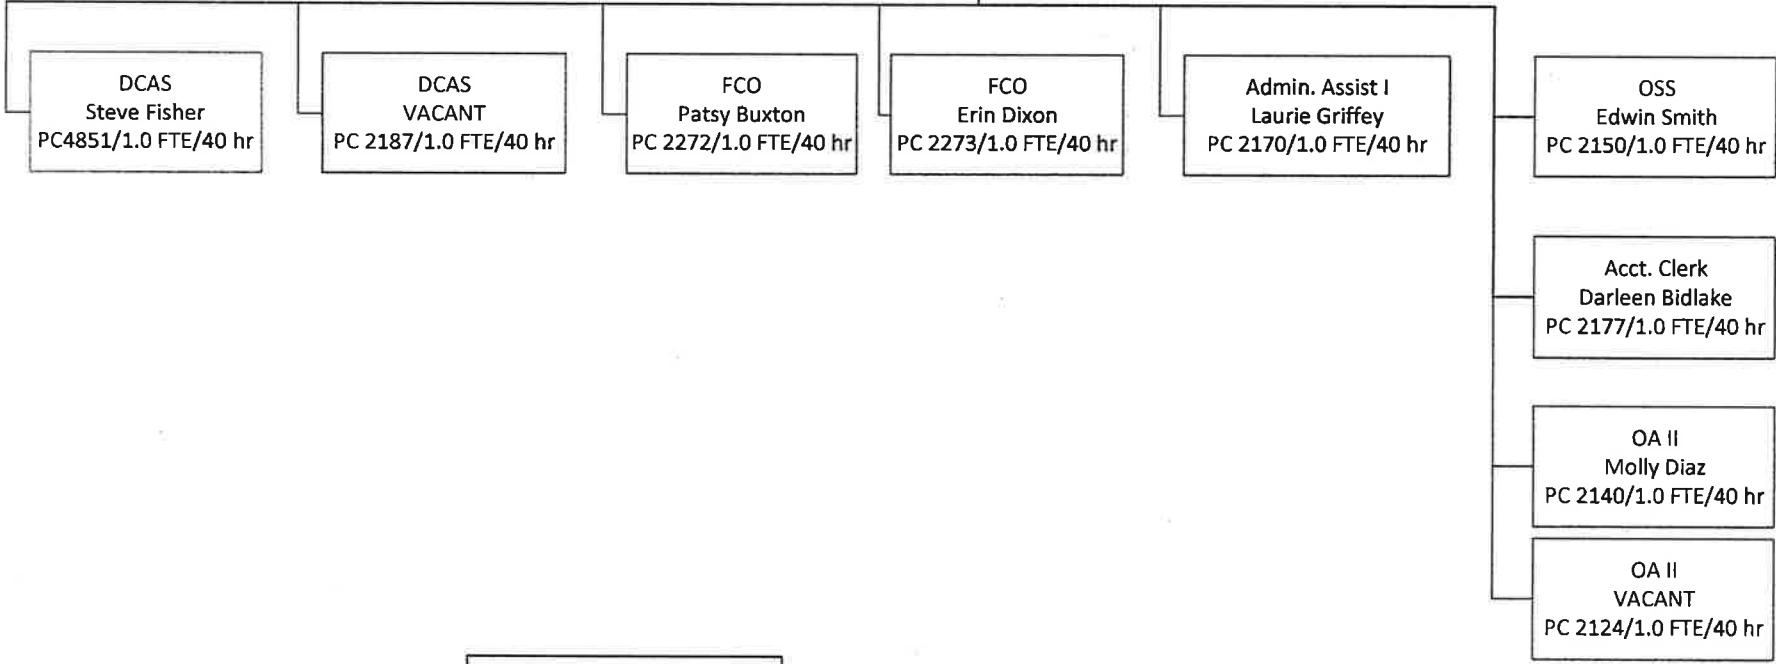 DCAS
Steve Fisher
PC4851/1.0 FTE/40 hr
DCAS
VACANT
PC 2187/1.0 FTE/40 hr
FCO
Patsy Buxton
PC 2272/1.0 FTE/40 hr
FCO
Erin Dixon
PC 2273/1.0 FTE/40 hr
Admin. Assist I
Laurie Griffey
PC 2170/1.0 FTE/40 hr
OSS
Edwin Smith
PC 2150/1.0 FTE/40 hr
Acct. Clerk
Darleen Bidlake
PC 2177/1.0 FTE/40 hr
OA II
Molly Diaz
PC 2140/1.0 FTE/40 hr
OA II
VACANT
PC 2124/1.0 FTE/40 hr